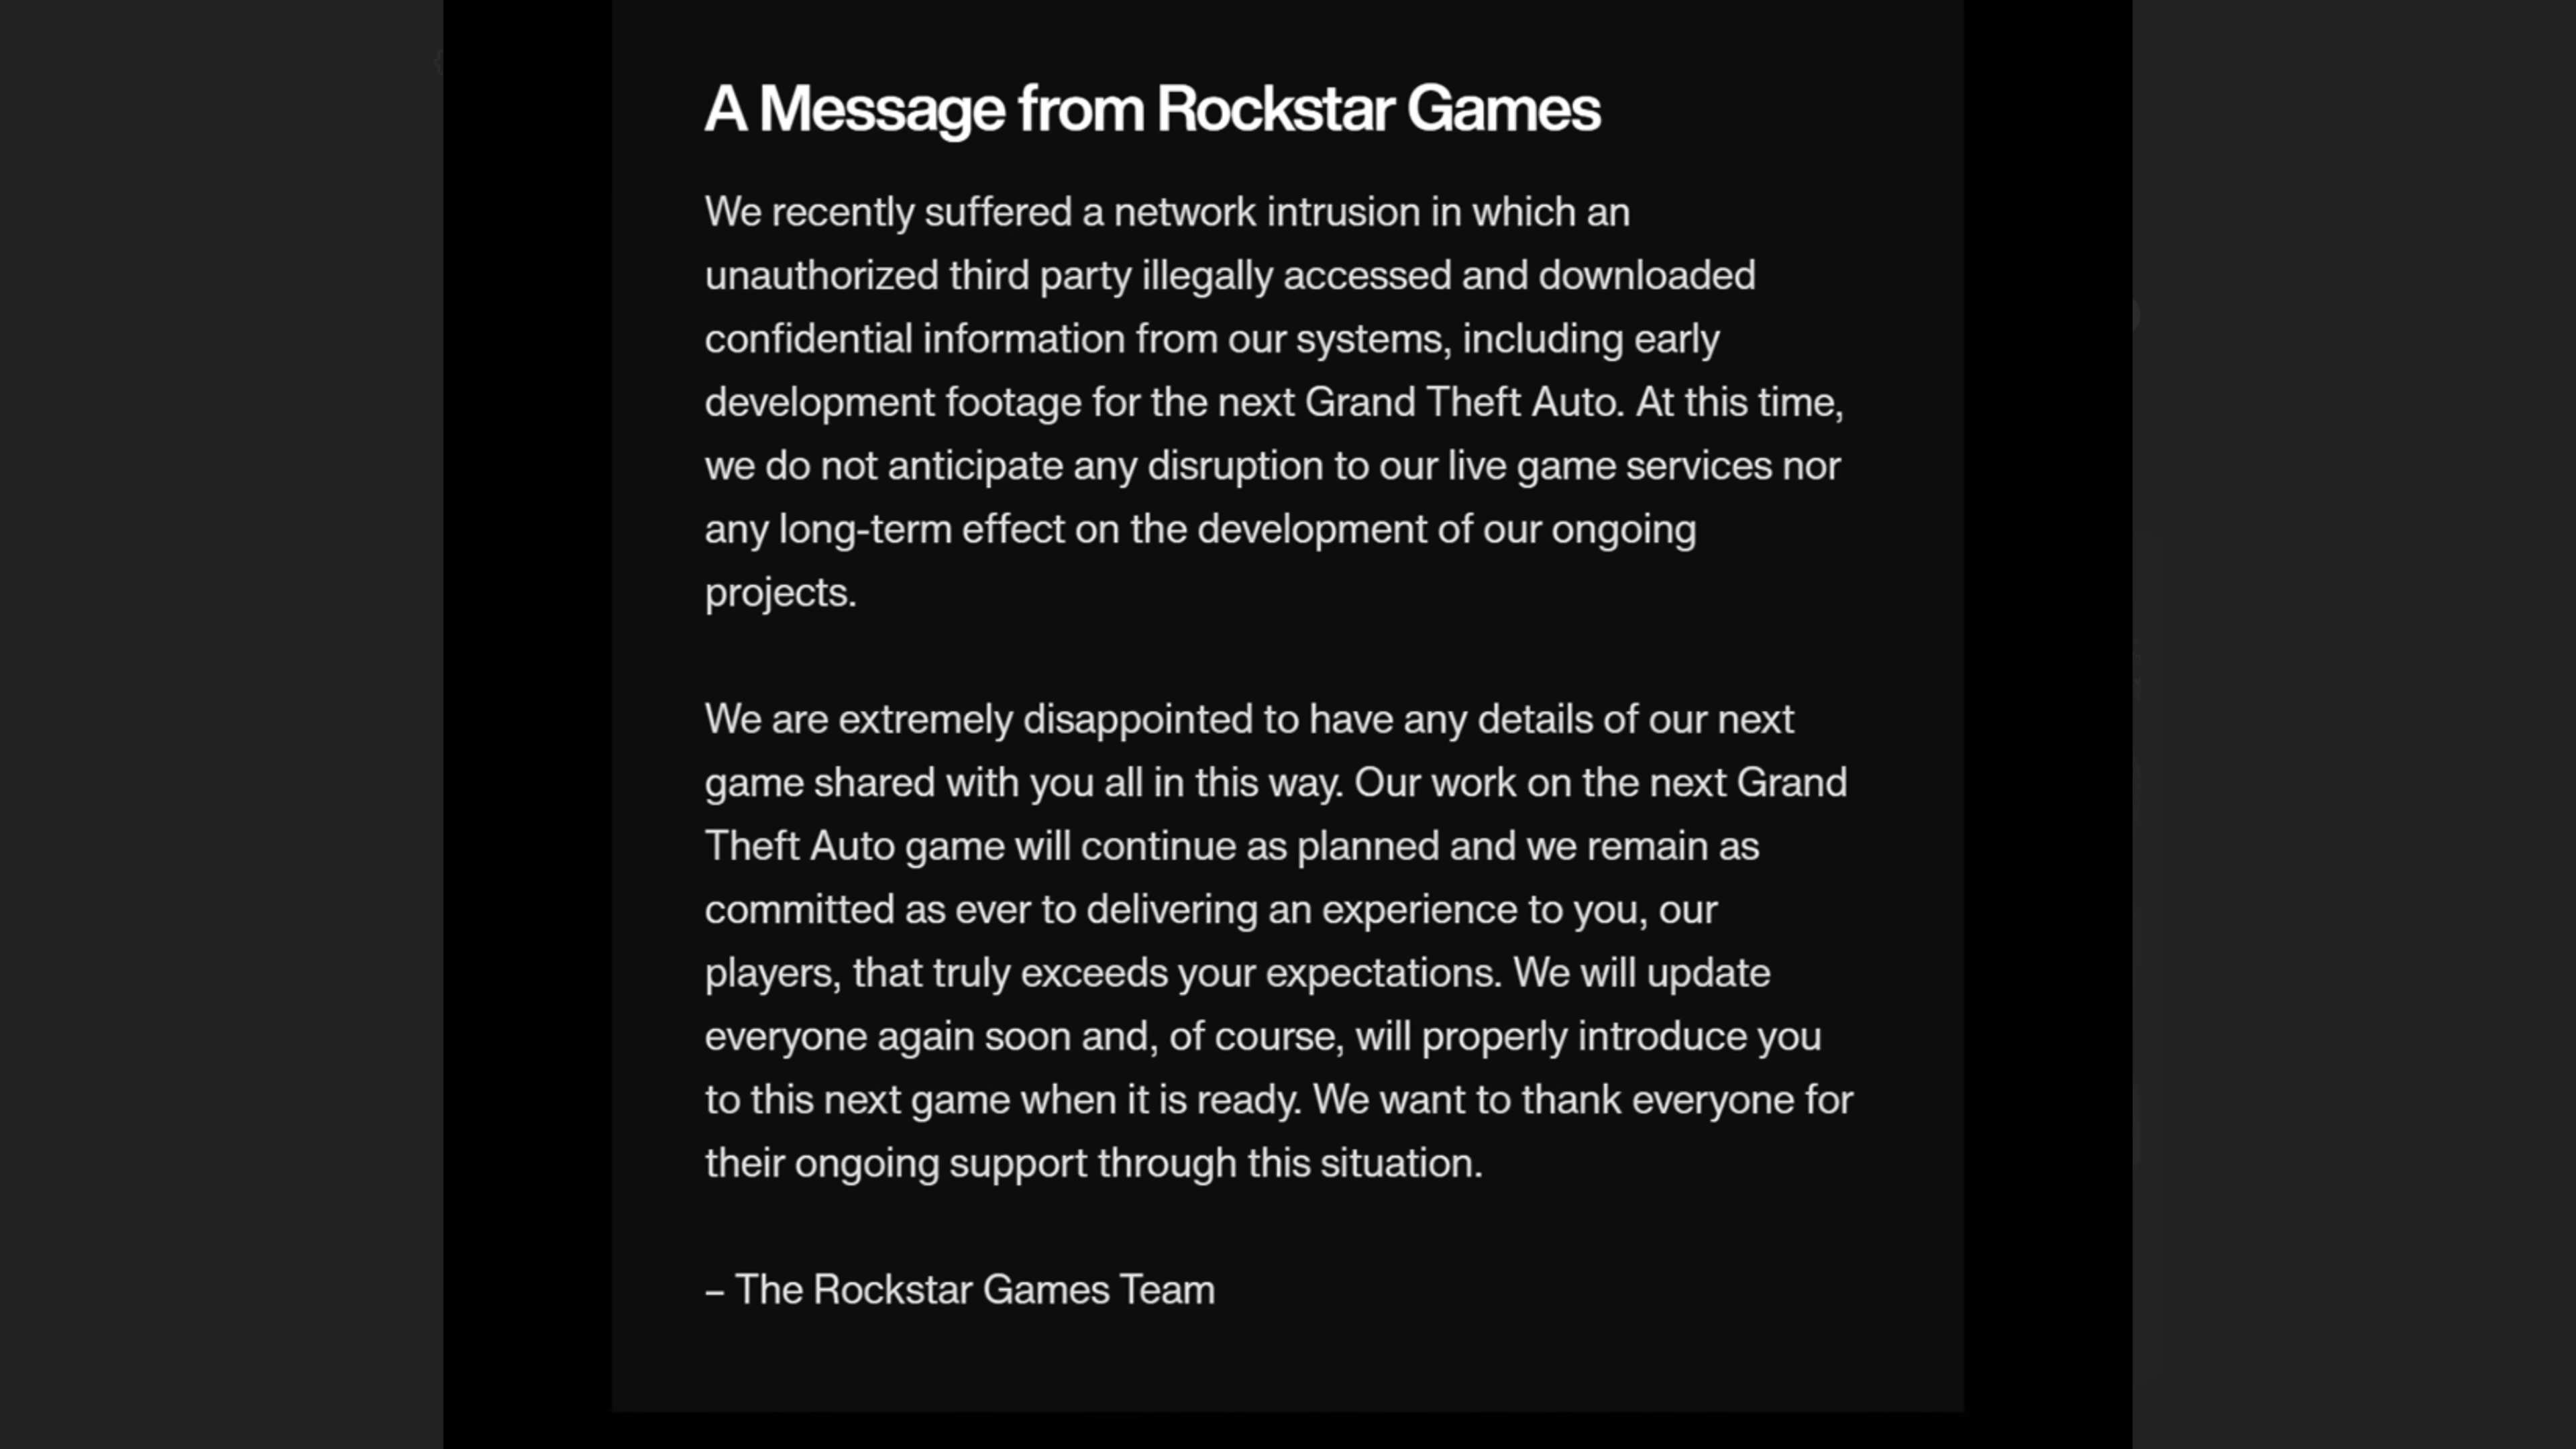 A Message from Rockstar Games
We recently suffered a network intrusion in which an
unauthorized third party illegally accessed and downloaded
confidential information from our systems, including early
development footage for the next Grand Theft Auto. At this time,
we do not anticipate any disruption to our live game services nor
any long-term effect on the development of our ongoing
projects.
We are extremely disappointed to have any details of our next
game shared with you all in this way. Our work on the next Grand
Theft Auto game will continue as planned and we remain as
committed as ever to delivering an experience to you, our
players, that truly exceeds your expectations. We will update
everyone again soon and, of course, will properly introduce you
to this next game when it is ready. We want to thank everyone for
their ongoing support through this situation.
– The Rockstar Games Team